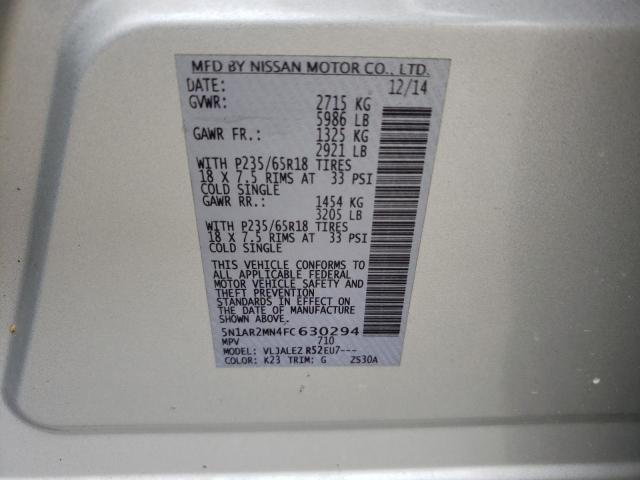 MFD BY NISSAN MOTOR CO., LTD.
DATE: 12/14
GVWR: 2715 KG
5986 LB
GAWR FR.: 1325 KG
2921 LB
WITH P235/65R18 TIRES
18 X 7.5 RIMS AT 33 PSI
COLD SINGLE
GAWR RR.: 1454 KG
3205 LB
WITH P235/65R18 TIRES
18 X 7.5 RIMS AT 33 PSI
COLD SINGLE
THIS VEHICLE CONFORMS TO
ALL APPLICABLE FEDERAL
MOTOR VEHICLE SAFETY AND
THEFT PREVENTION
STANDARDS IN EFFECT ON
THE DATE OF MANUFACTURE
SHOWN ABOVE.
5N1AR2MN4FC630294
MPV 710
MODEL: VLJALEZ R52EU7---
COLOR: K23 TRIM: G 2S30A